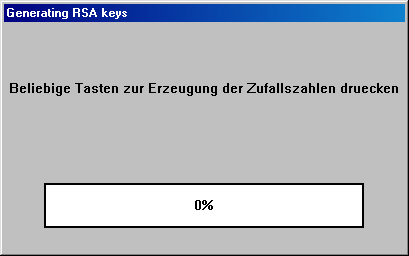 Generating RSA keys
Beliebige Tasten zur Erzeugung der Zufallszahlen druecken
0%